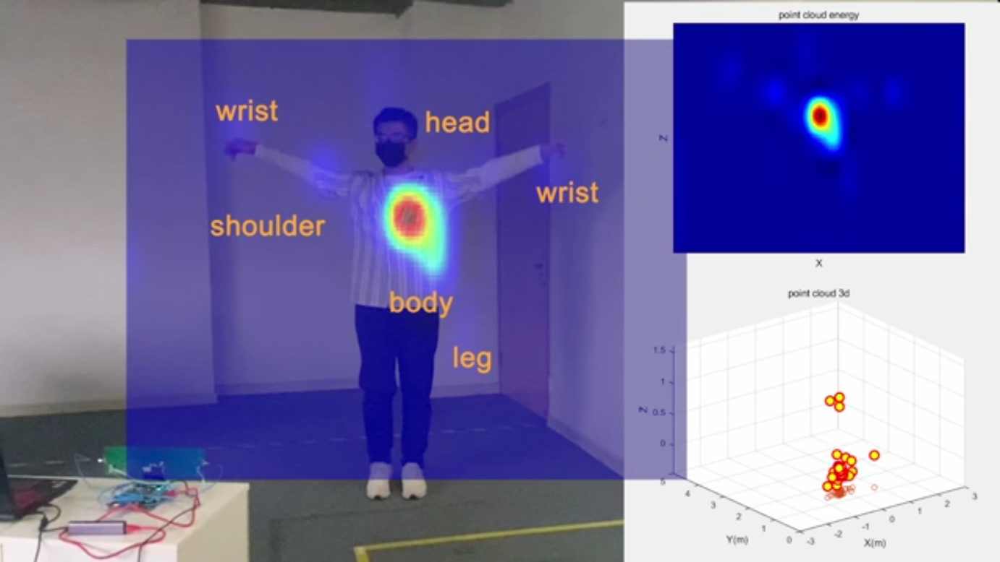 point cloud energy
wrist
head
Z
wrist
shoulder
X
point cloud 3d
body
leg
1.5
1
0.5
0
Z
5
4
3
2
1
0
Y(m)
-3
-2
-1
0
1
2
3
X(m)